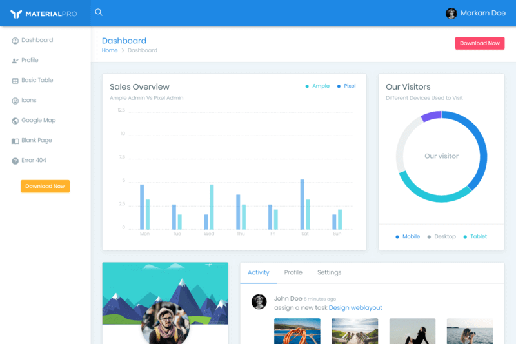 MATERIALPRO
Markarn Doe
Dashboard
Profile
Basic Table
Icons
Google Map
Blank Page
Error 404
Download Now
Dashboard
Home > Dashboard
Download Now
Sales Overview
Ample Admin Vs Pixel Admin
Ample
Pixel
Our Visitors
Different Devices Used to Visit
Our visitor
Mobile
Desktop
Tablet
Activity
Profile
Settings
John Doe 5 minutes ago
assign a new task Design weblayout